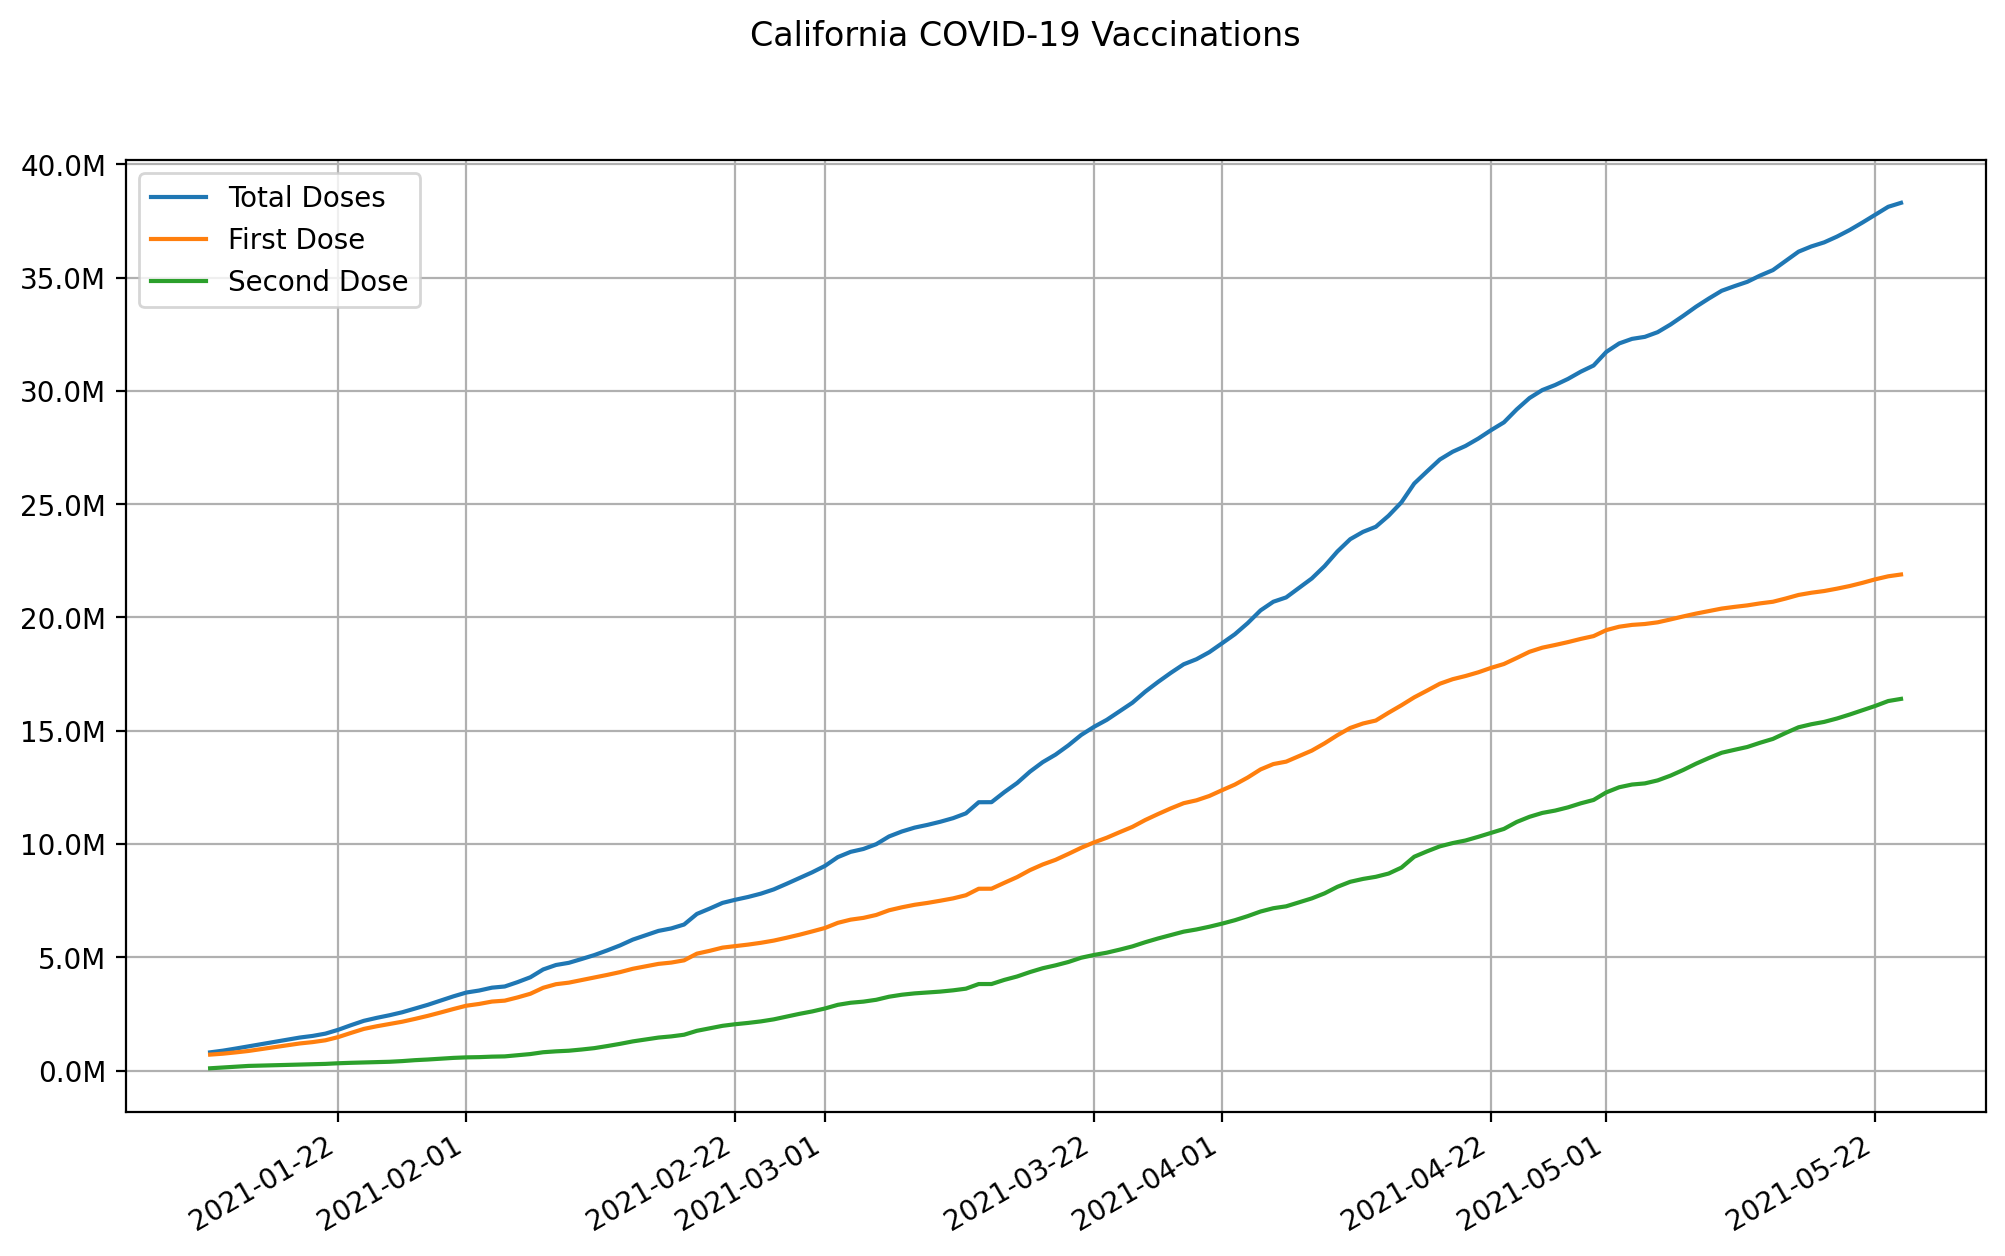 California COVID-19 Vaccinations
40.0M
35.0M
30.0M
25.0M
20.0M
15.0M
10.0M
5.0M
0.0M
Total Doses
First Dose
Second Dose
2021-01-22
2021-02-01
2021-02-22
2021-03-01
2021-03-22
2021-04-01
2021-04-22
2021-05-01
2021-05-22